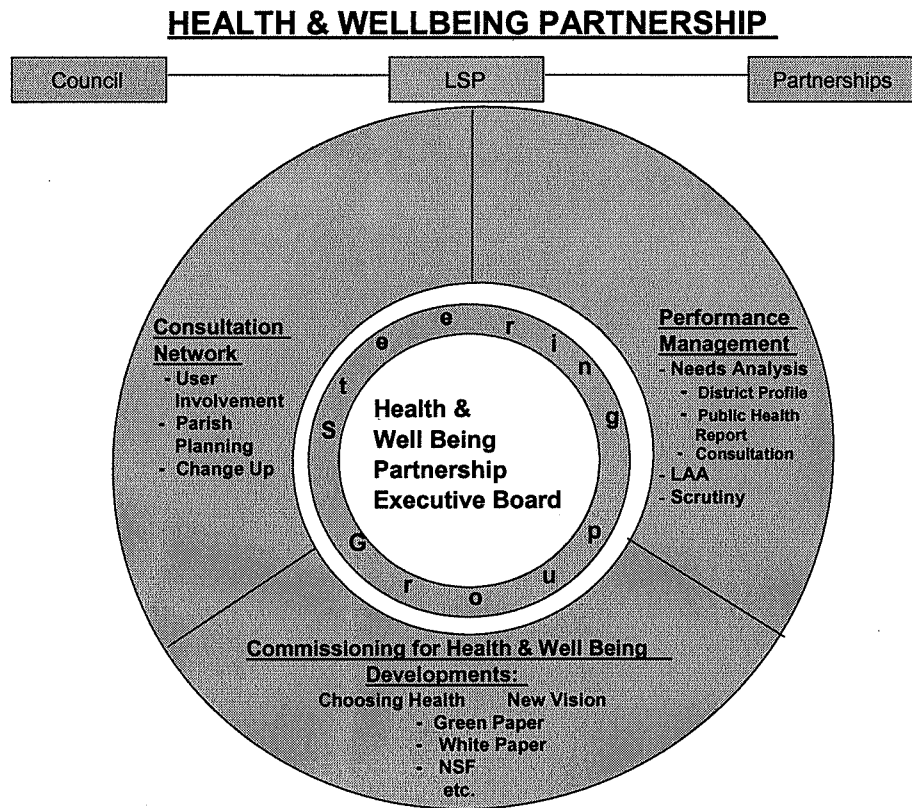 HEALTH & WELLBEING PARTNERSHIP
Council
LSP
Partnerships
Consultation
Network
- User
Involvement
- Parish
Planning
- Change Up
Steering
Group
Health &
Well Being
Partnership
Executive Board
Performance
Management
- Needs Analysis
- District Profile
- Public Health
Report
- Consultation
- LAA
- Scrutiny
Commissioning for Health & Well Being
Developments:
Choosing Health New Vision
- Green Paper
- White Paper
- NSF
etc.